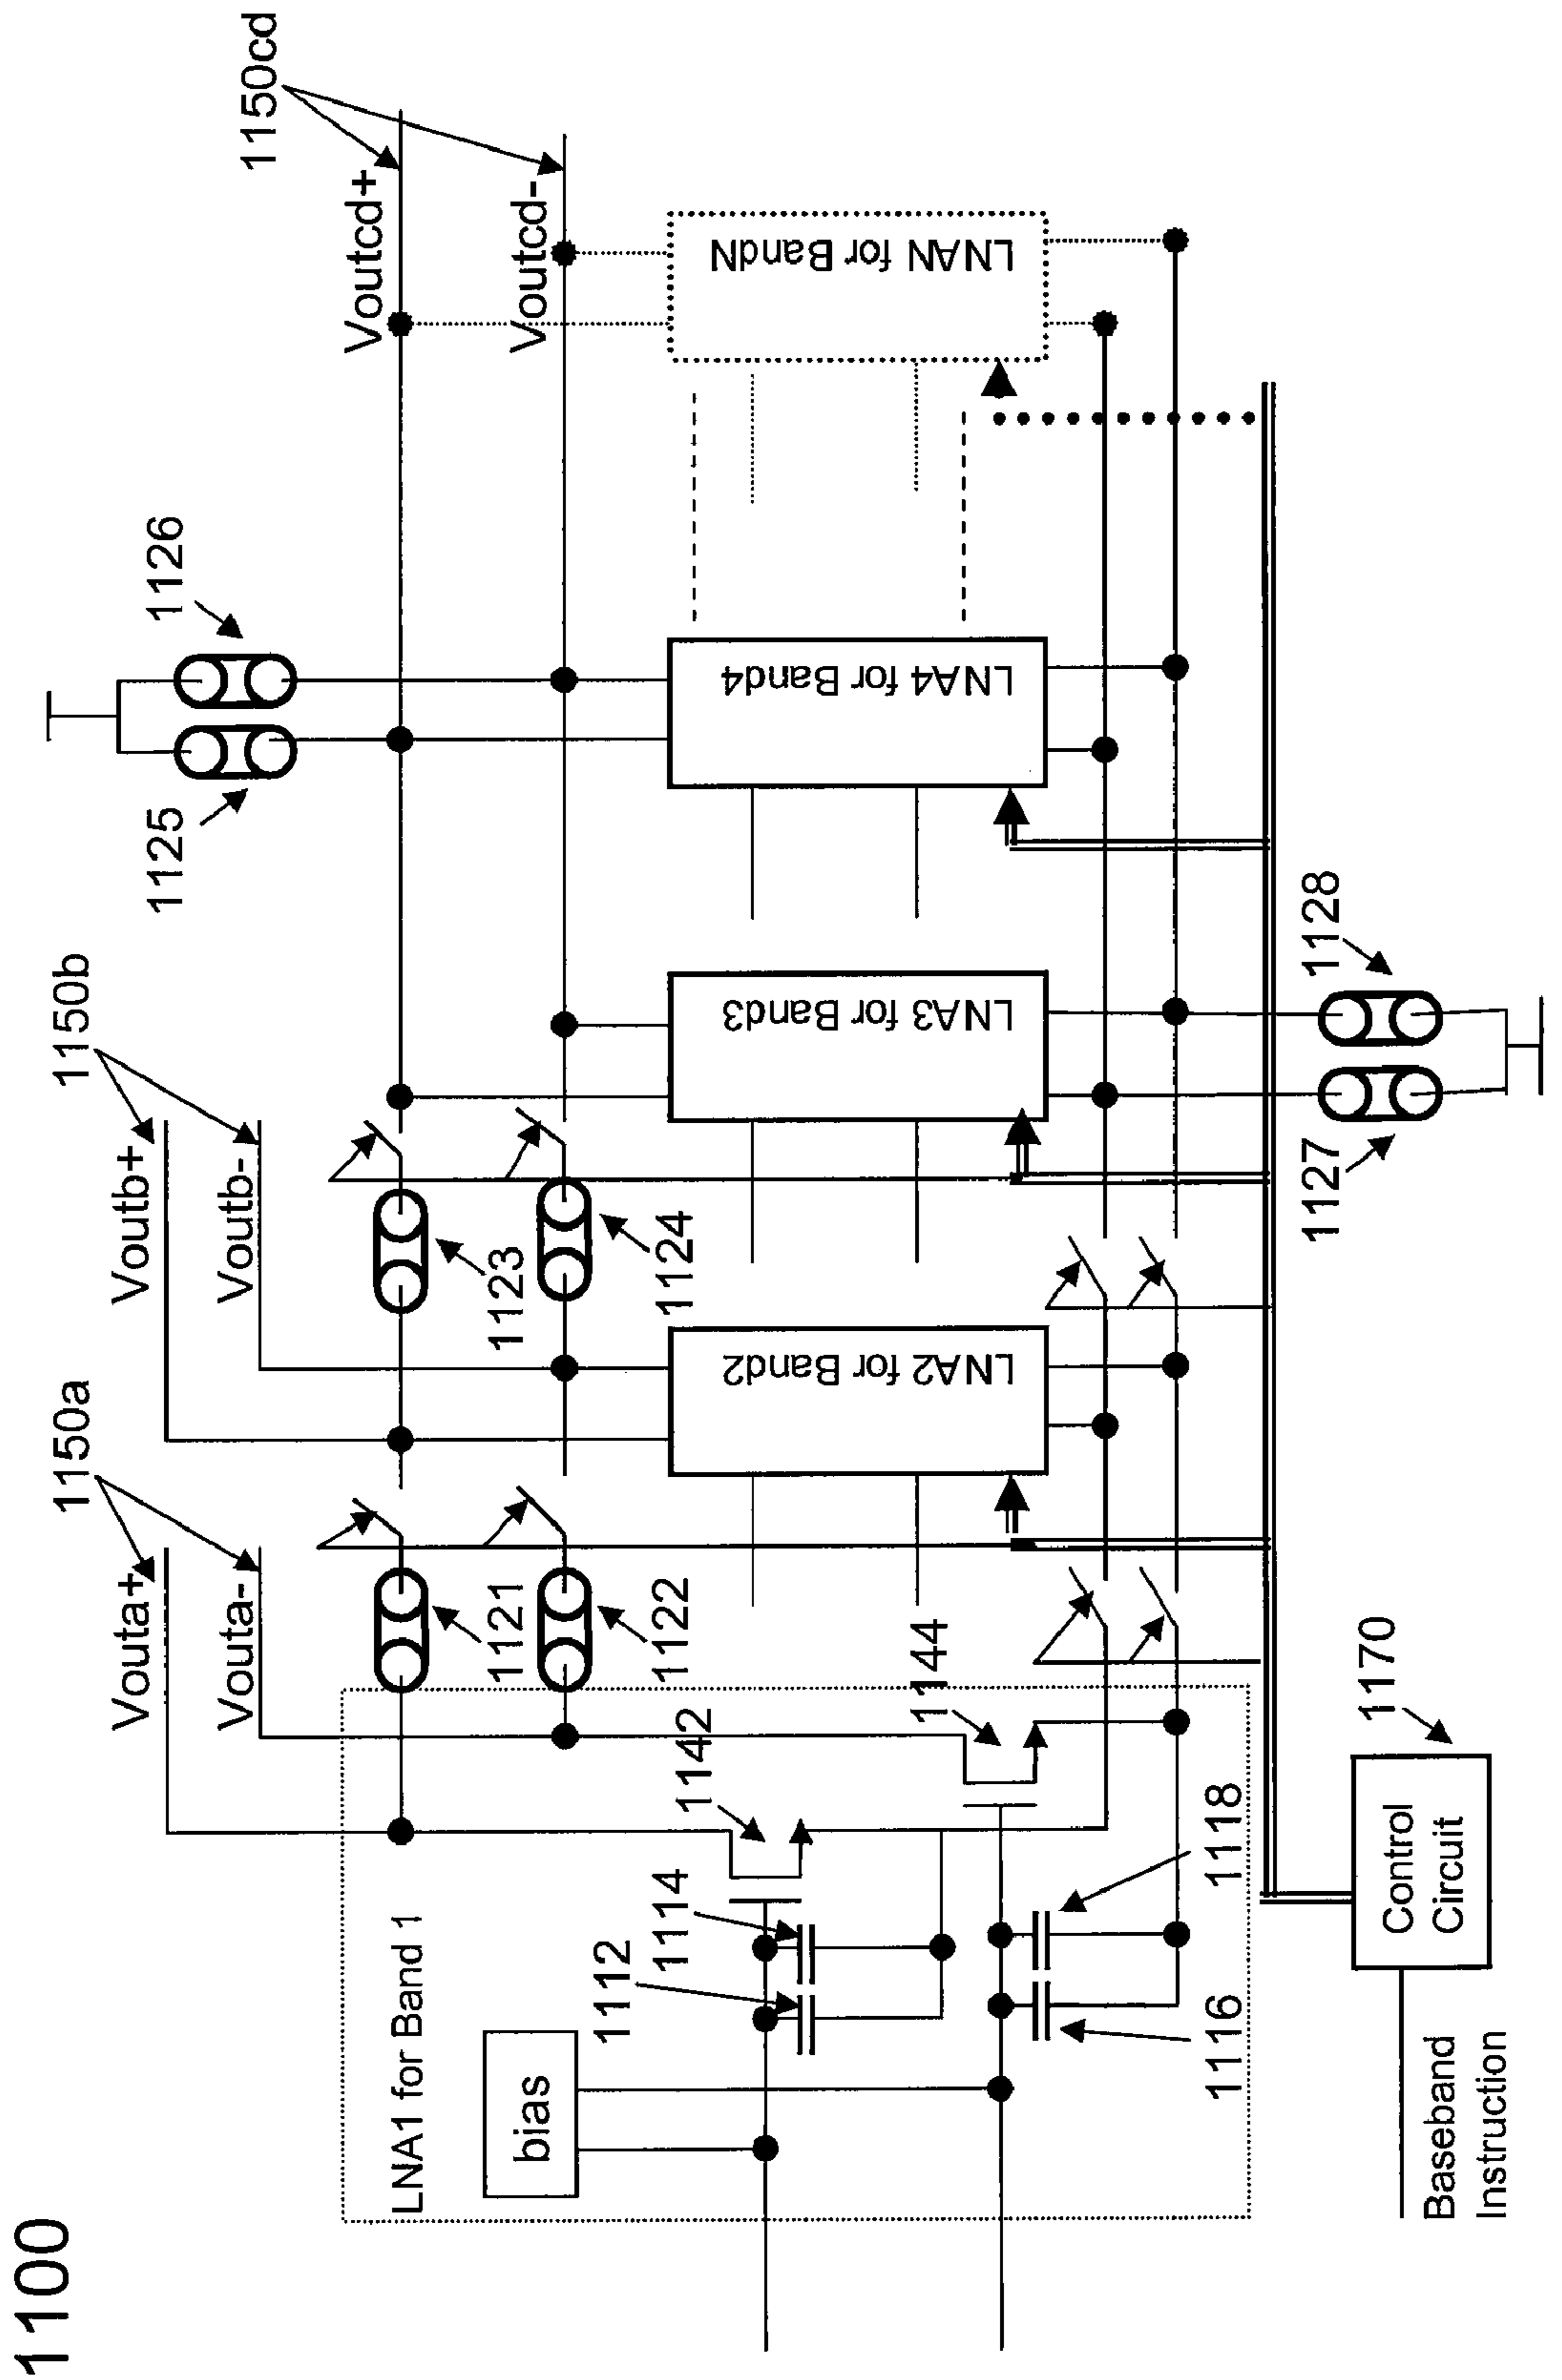 1100
1150cd
Voutcd+
Voutcd-
1126
1125
1150b
Voutb+
Voutb-
1150a
Vouta+
Vouta-
1121
1122
1123
1124
LNAN for BandN
LNA4 for Band4
LNA3 for Band3
LNA2 for Band2
1128
1127
LNA1 for Band 1
bias
1142
1144
1112
1114
1116
1118
1170
Control
Circuit
Baseband
Instruction